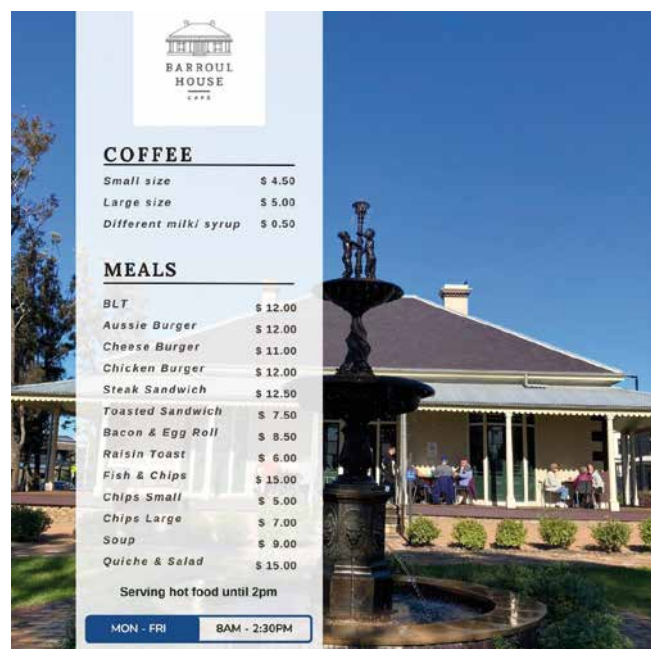 BARROUL
HOUSE
CAFE
COFFEE
Small size $ 4.50
Large size $ 5.00
Different milk/ syrup $ 0.50
MEALS
BLT $ 12.00
Aussie Burger $ 12.00
Cheese Burger $ 11.00
Chicken Burger $ 12.00
Steak Sandwich $ 12.50
Toasted Sandwich $ 7.50
Bacon & Egg Roll $ 8.50
Raisin Toast $ 6.00
Fish & Chips $ 15.00
Chips Small $ 5.00
Chips Large $ 7.00
Soup $ 9.00
Quiche & Salad $ 15.00
Serving hot food until 2pm
MON - FRI 8AM - 2:30PM